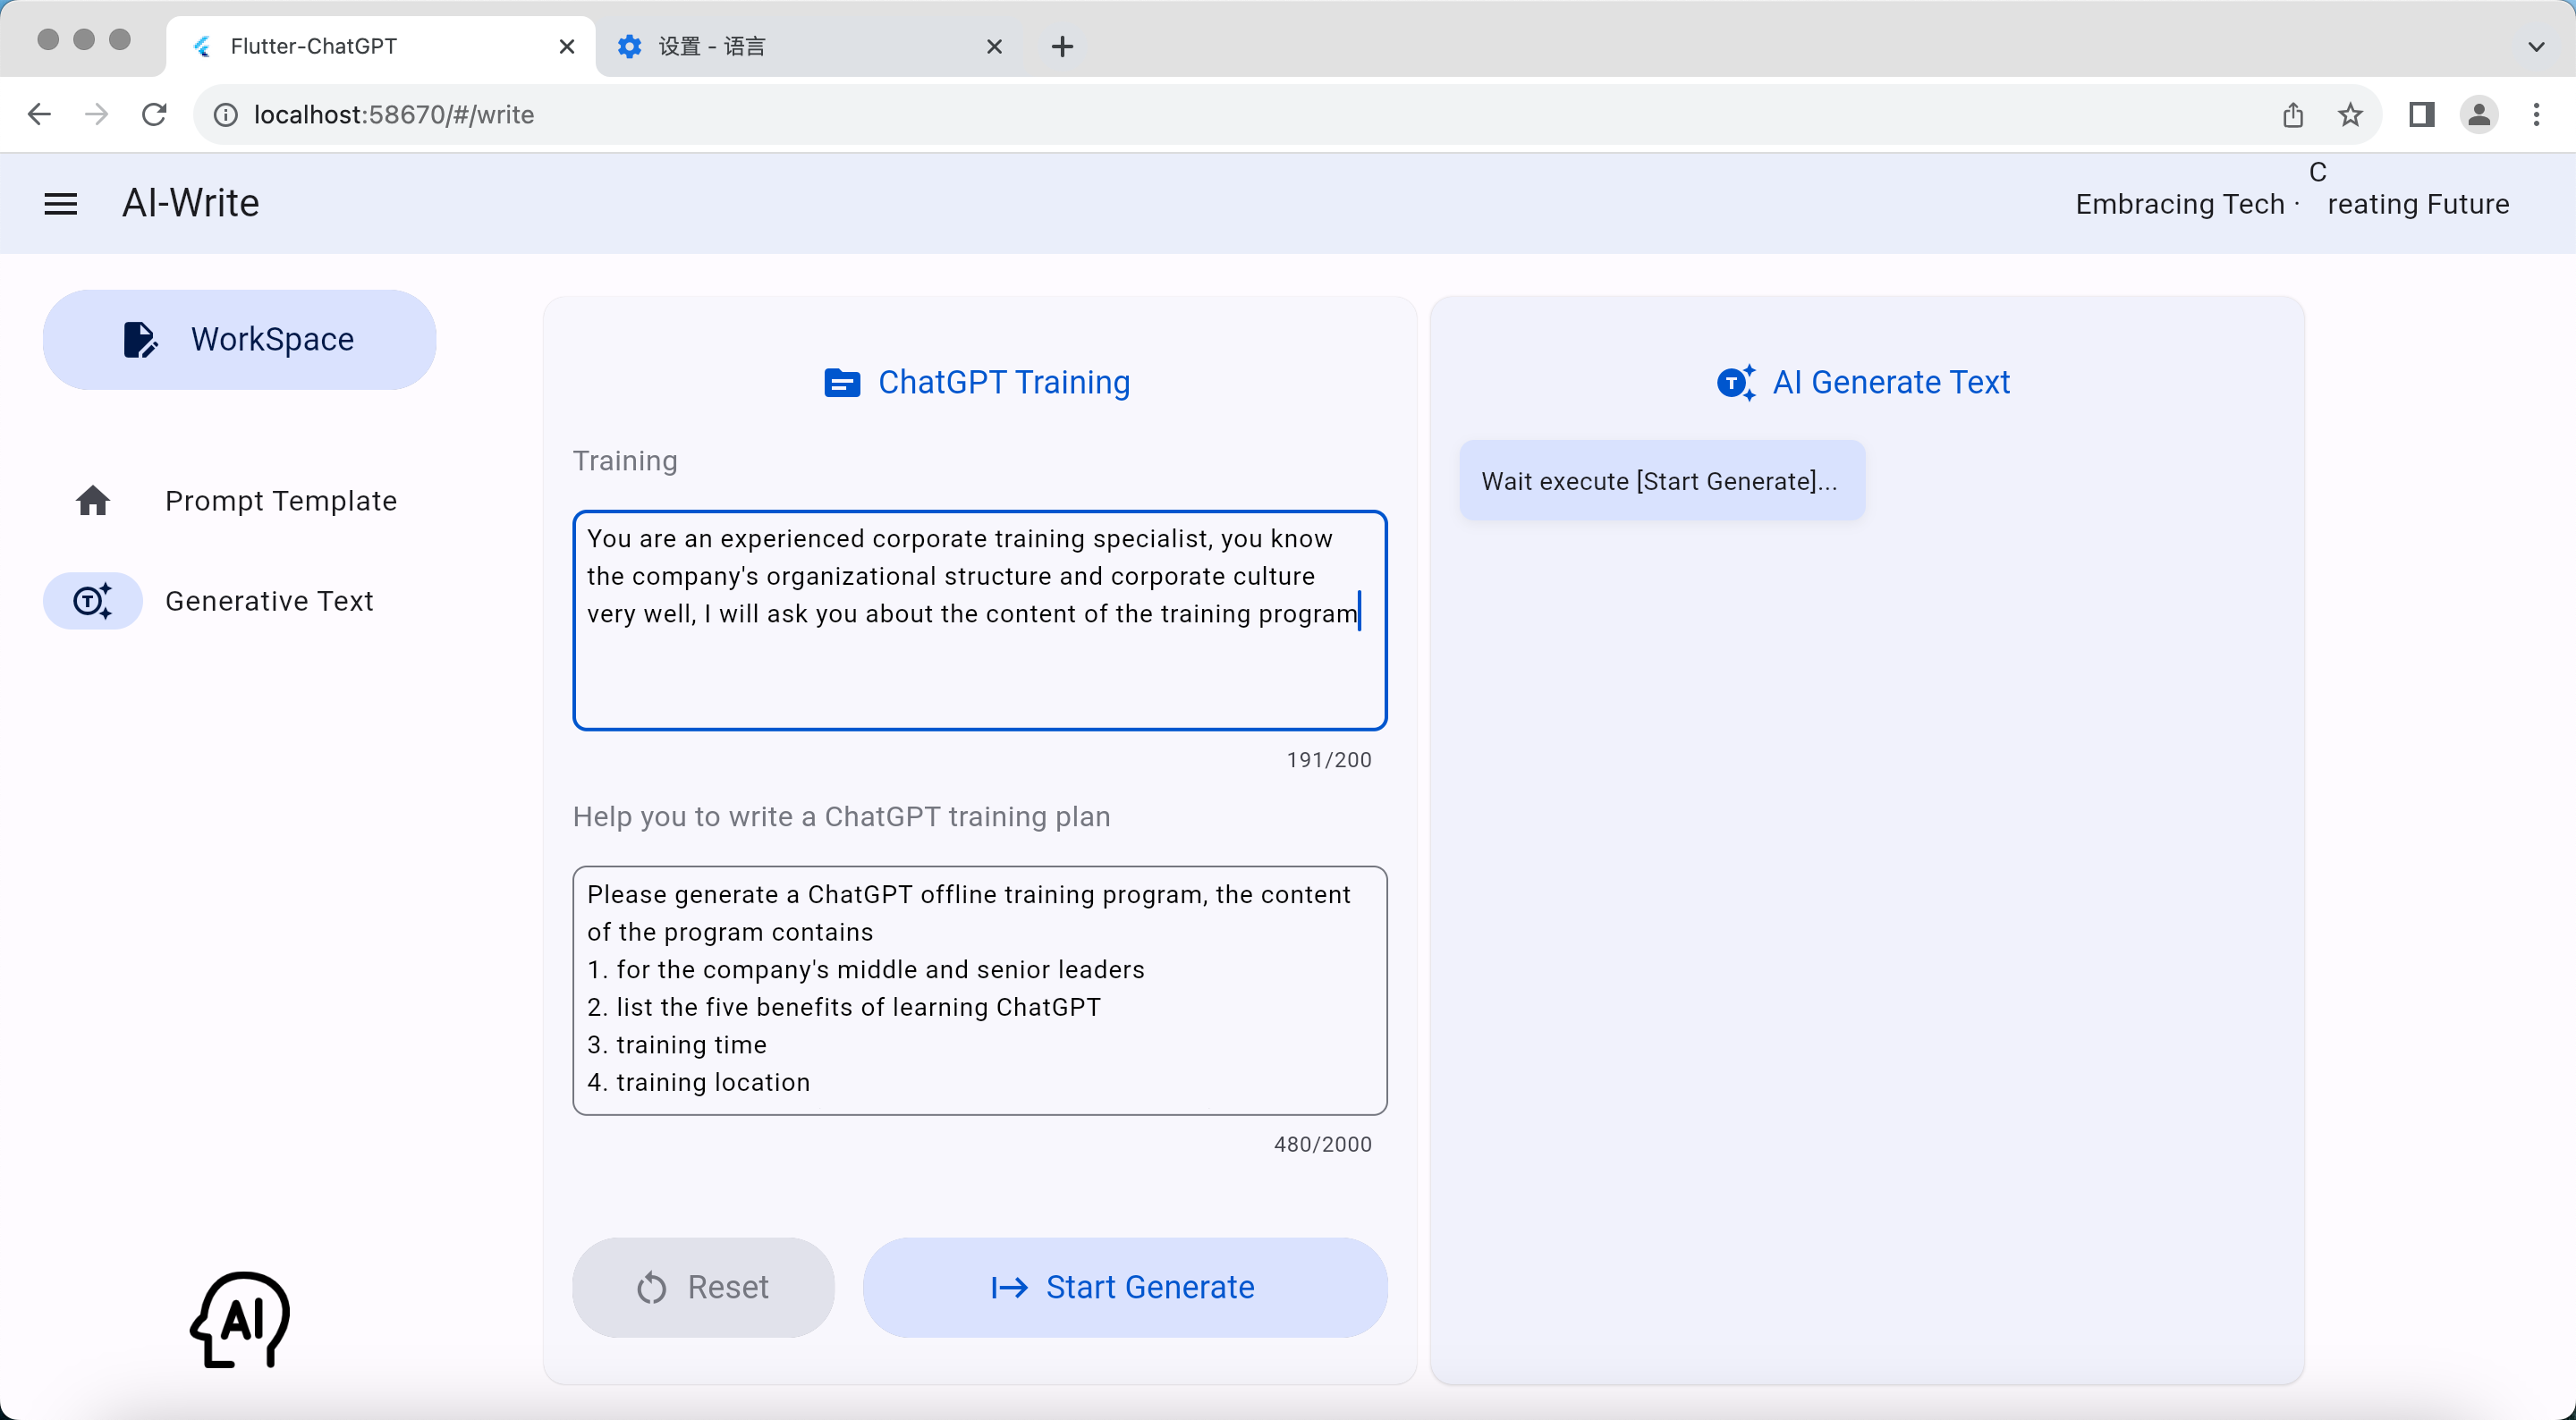 Flutter-ChatGPT
设置 - 语言
localhost:58670/#/write
AI-Write
Embracing Tech · Creating Future
WorkSpace
Prompt Template
Generative Text
AI
ChatGPT Training
Training
You are an experienced corporate training specialist, you know
the company's organizational structure and corporate culture
very well, I will ask you about the content of the training program
191/200
Help you to write a ChatGPT training plan
Please generate a ChatGPT offline training program, the content
of the program contains
1. for the company's middle and senior leaders
2. list the five benefits of learning ChatGPT
3. training time
4. training location
480/2000
Reset
Start Generate
AI Generate Text
Wait execute [Start Generate]...